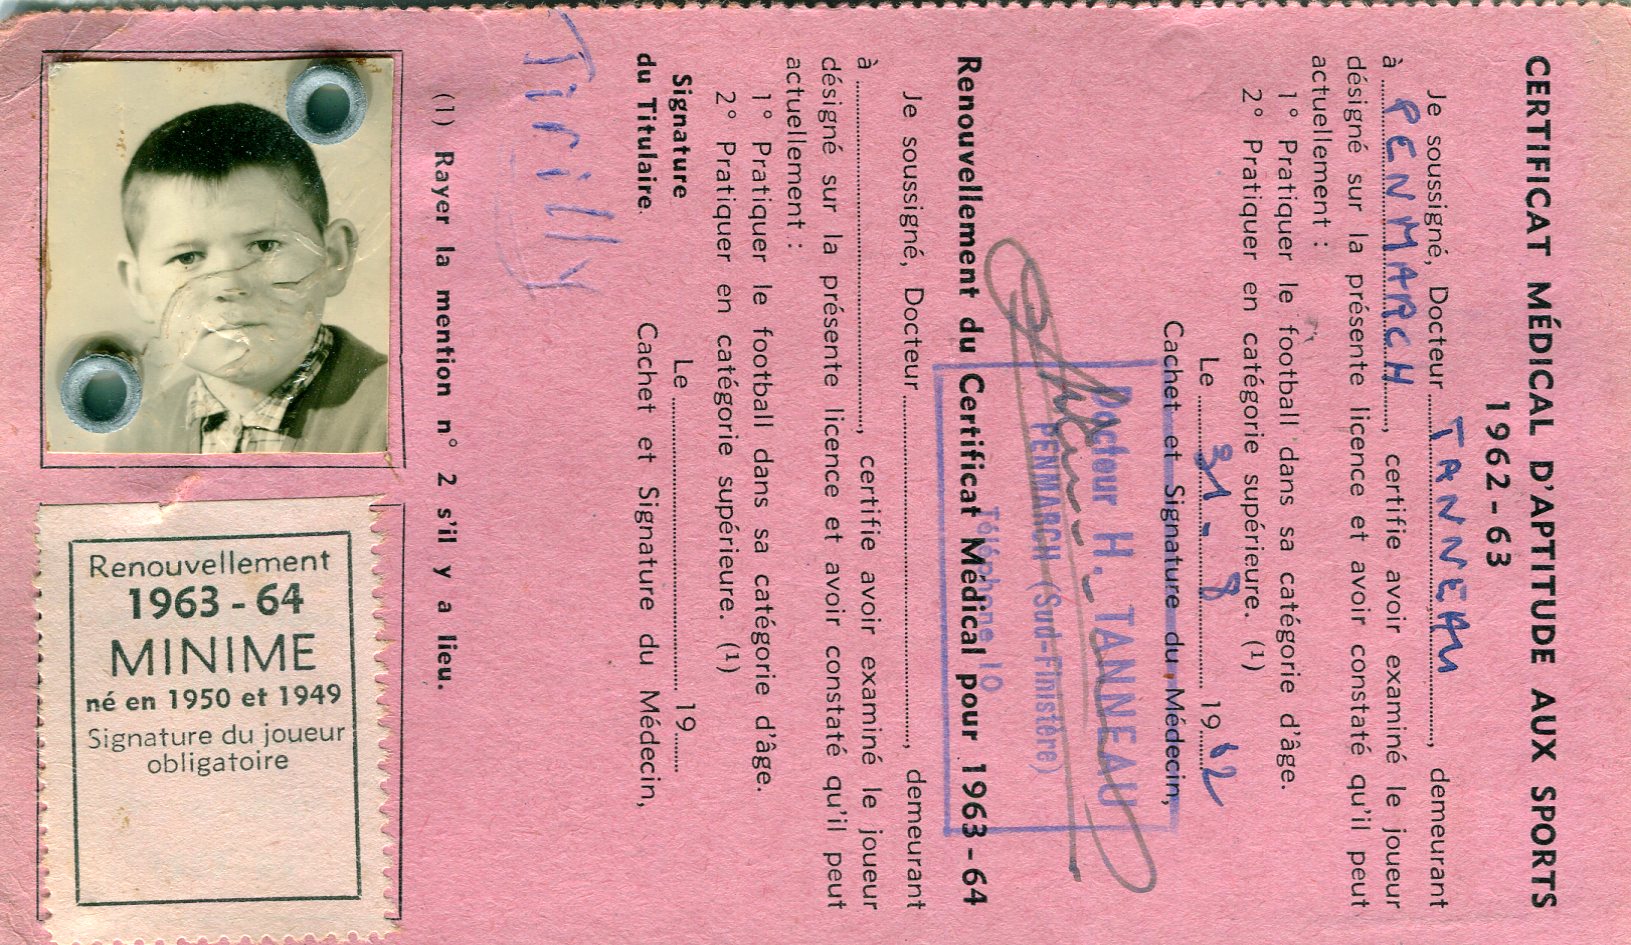 CERTIFICAT MÉDICAL D'APTITUDE AUX SPORTS
1962-63
Je soussigné, Docteur TANNEAU, demeurant
à PENMARCH, certifie avoir examiné le joueur
désigné sur la présente licence et avoir constaté qu'il peut
actuellement :
1° Pratiquer le football dans sa catégorie d'âge.
2° Pratiquer en catégorie supérieure. (1)
Le 31-8 1962
Cachet et Signature du Médecin,
Docteur H. TANNEAU
PENMARCH (Sud-Finistère)
Téléphone 10
Renouvellement du Certificat Médical pour 1963-64
Je soussigné, Docteur ........, demeurant
à ........, certifie avoir examiné le joueur
désigné sur la présente licence et avoir constaté qu'il peut
actuellement :
1° Pratiquer le football dans sa catégorie d'âge.
2° Pratiquer en catégorie supérieure. (1)
Signature
du Titulaire.
Le ........ 19....
Cachet et Signature du Médecin,
Tirilly
(1) Rayer la mention n° 2 s'il y a lieu.
Renouvellement
1963-64
MINIME
né en 1950 et 1949
Signature du joueur
obligatoire